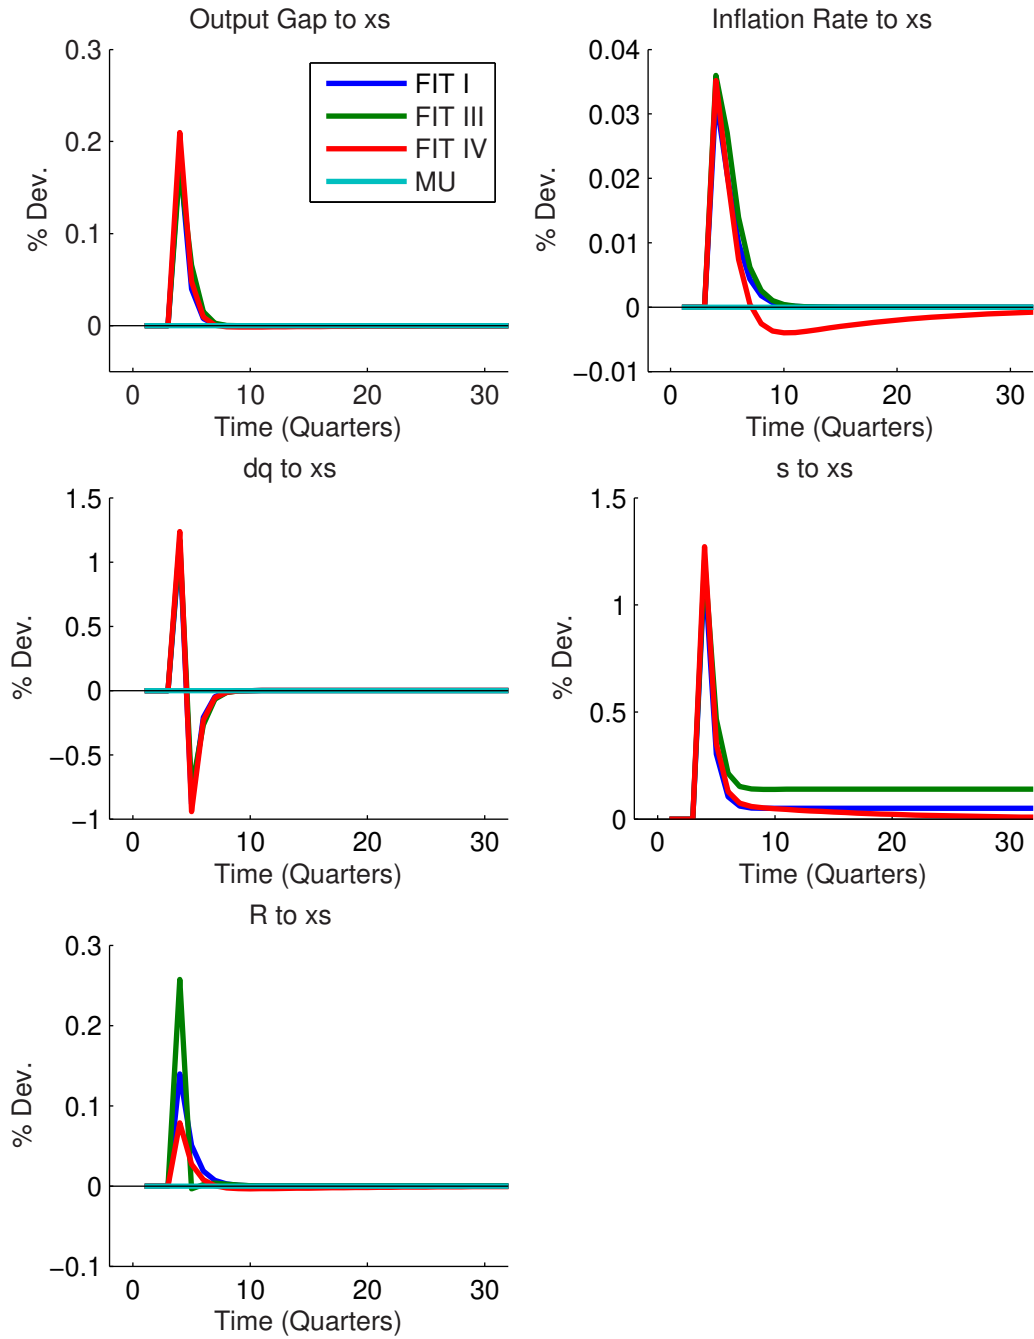 Output Gap to xs
0.3
0.2
0.1
0
% Dev.
0
10
20
30
Time (Quarters)
FIT I
FIT III
FIT IV
MU
Inflation Rate to xs
0.04
0.03
0.02
0.01
0
−0.01
% Dev.
0
10
20
30
Time (Quarters)
dq to xs
1.5
1
0.5
0
−0.5
−1
% Dev.
0
10
20
30
Time (Quarters)
s to xs
1.5
1
0.5
0
% Dev.
0
10
20
30
Time (Quarters)
R to xs
0.3
0.2
0.1
0
−0.1
% Dev.
0
10
20
30
Time (Quarters)